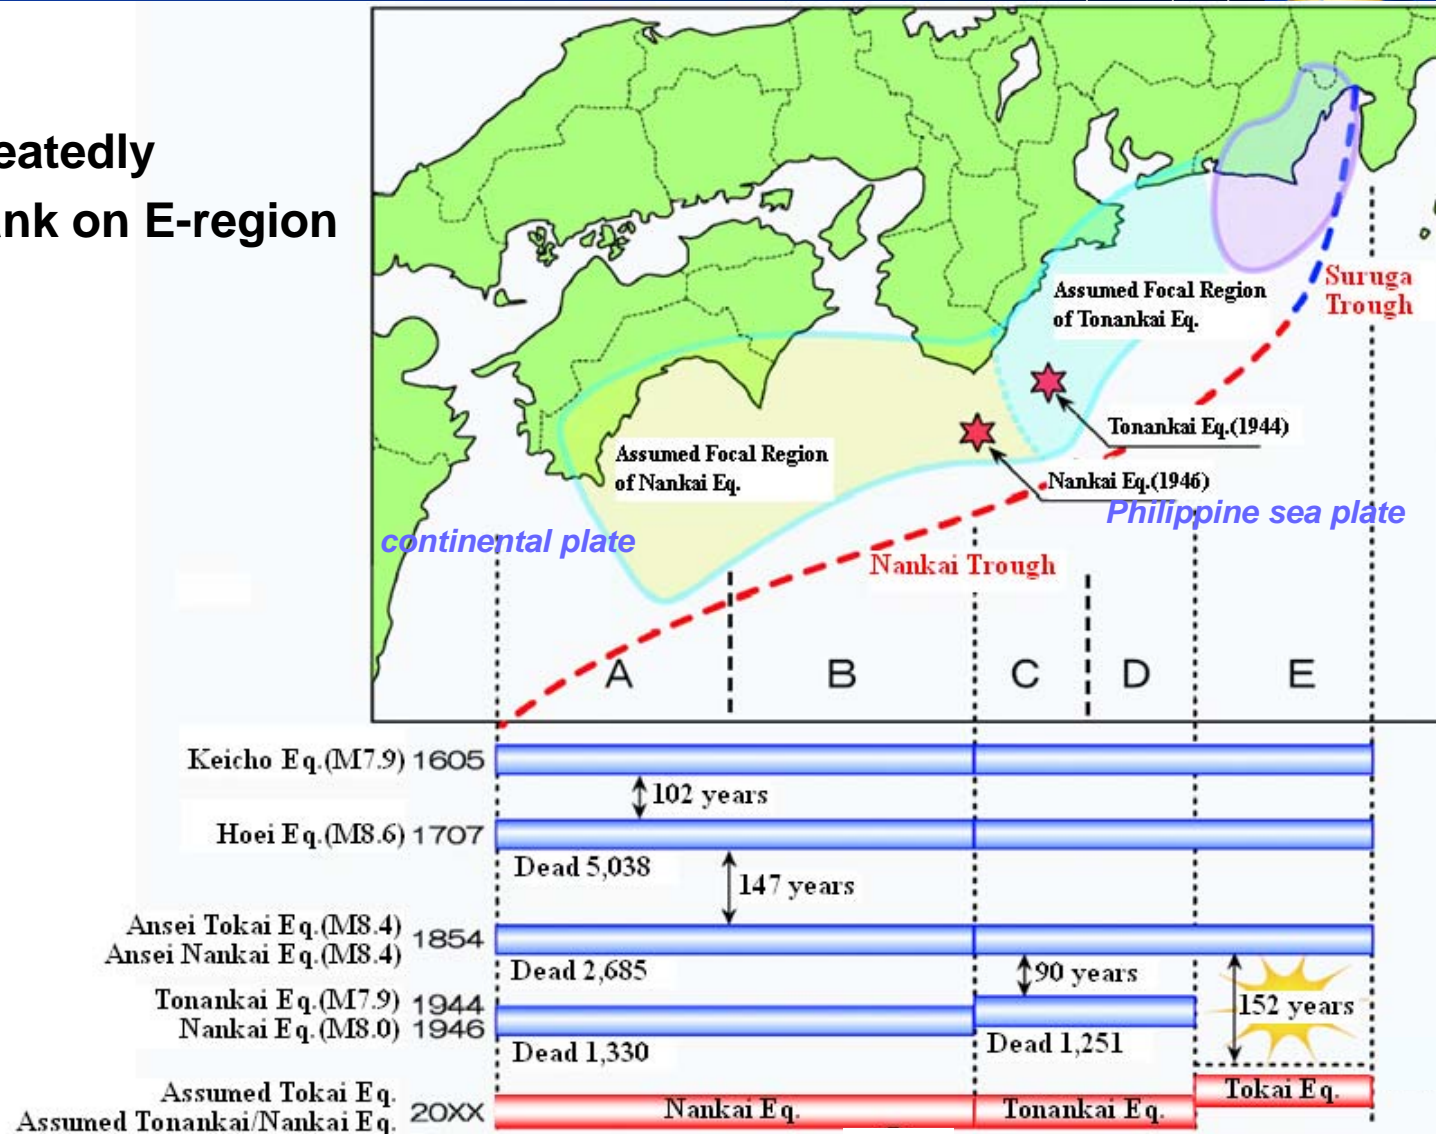 eatedly
ank on E-region
Assumed Focal Region
of Tonankai Eq.
Suruga
Trough
Tonankai Eq.(1944)
Assumed Focal Region
of Nankai Eq.
Nankai Eq.(1946)
Philippine sea plate
continental plate
Nankai Trough
A B C D E
Keicho Eq.(M7.9) 1605
102 years
Hoei Eq.(M8.6) 1707
Dead 5,038
147 years
Ansei Tokai Eq.(M8.4)
Ansei Nankai Eq.(M8.4)
1854
Dead 2,685
90 years
152 years
Tonankai Eq.(M7.9) 1944
Nankai Eq.(M8.0) 1946
Dead 1,330
Dead 1,251
Assumed Tokai Eq.
Assumed Tonankai/Nankai Eq.
20XX
Nankai Eq.
Tonankai Eq.
Tokai Eq.